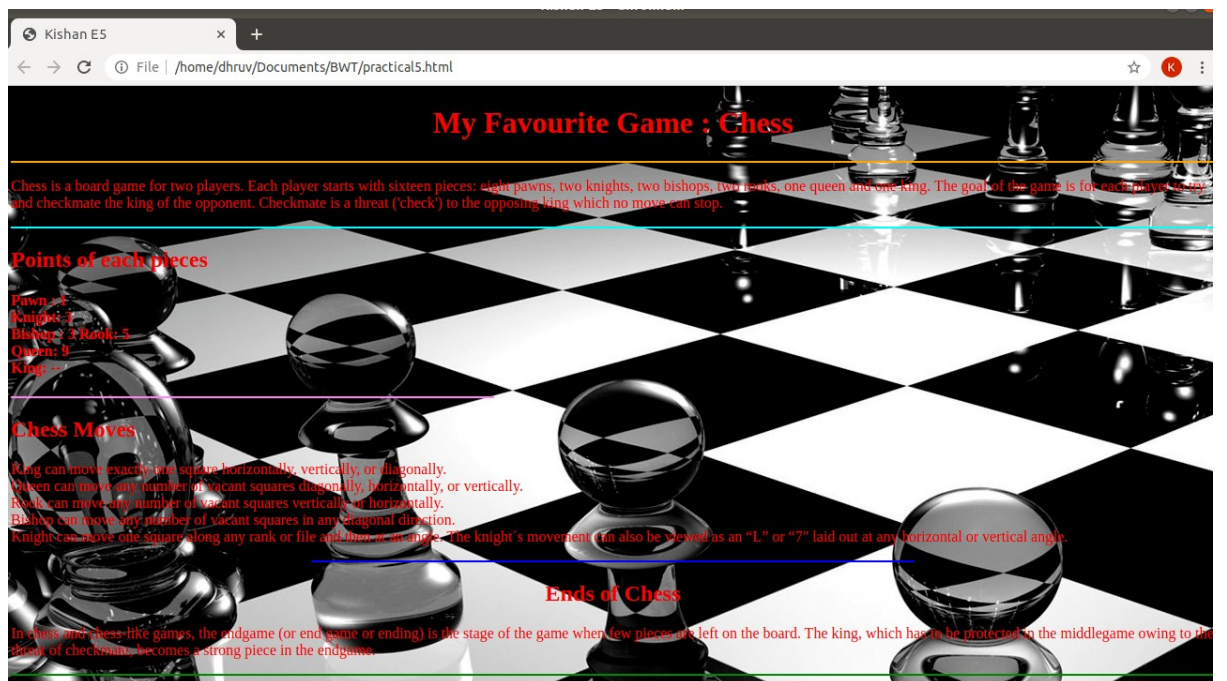 Kishan E5
File | /home/dhruv/Documents/BWT/practical5.html
K
My Favourite Game : Chess
Chess is a board game for two players. Each player starts with sixteen pieces: eight pawns, two knights, two bishops, two rooks, one queen and one king. The goal of the game is for each player to try
and checkmate the king of the opponent. Checkmate is a threat ('check') to the opposing king which no move can stop.
Points of each pieces
Pawn : 1
Knight: 3
Bishop : 3 Rook: 5
Queen: 9
King: --
Chess Moves
King can move exactly one square horizontally, vertically, or diagonally.
Queen can move any number of vacant squares diagonally, horizontally, or vertically.
Rook can move any number of vacant squares vertically or horizontally.
Bishop can move any number of vacant squares in any diagonal direction.
Knight can move one square along any rank or file and then at an angle. The knight´s movement can also be viewed as an “L” or “7” laid out at any horizontal or vertical angle.
Ends of Chess
In chess and chess-like games, the endgame (or end game or ending) is the stage of the game when few pieces are left on the board. The king, which has to be protected in the middlegame owing to the
threat of checkmate, becomes a strong piece in the endgame.